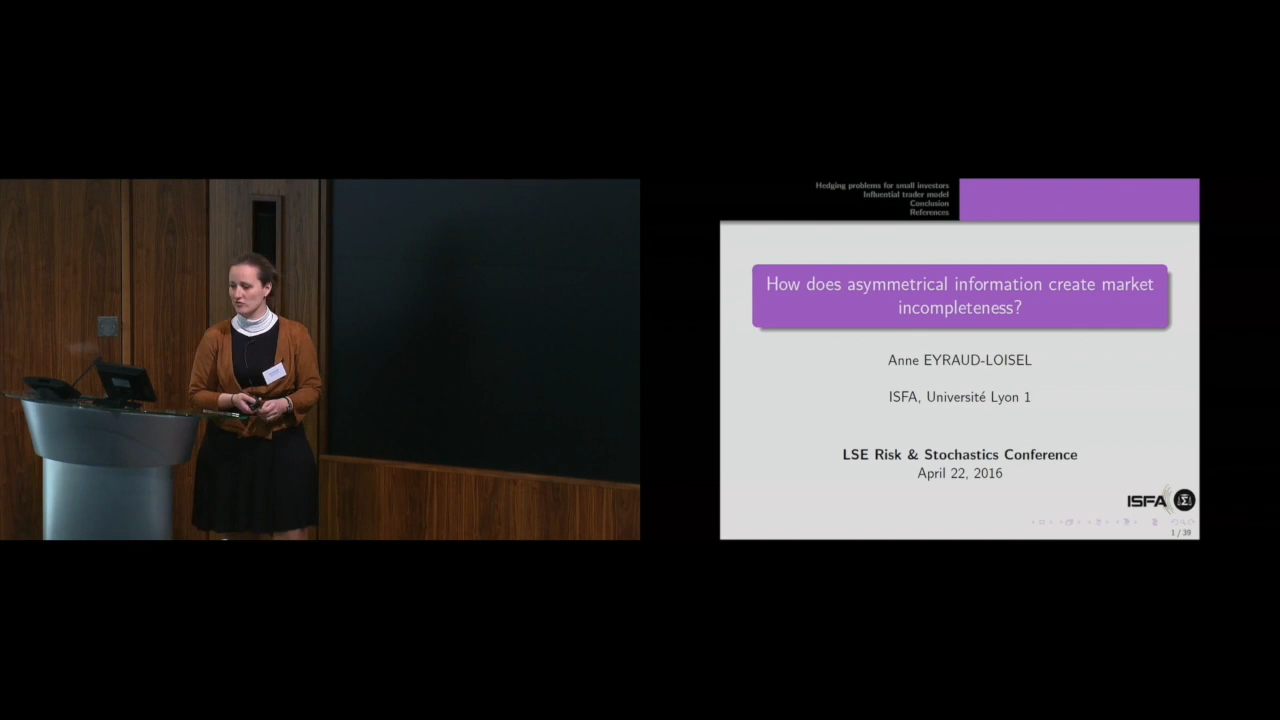 Hedging problems for small investors
Influential trader model
Conclusion
References
How does asymmetrical information create market
incompleteness?
Anne EYRAUD-LOISEL
ISFA, Université Lyon 1
LSE Risk & Stochastics Conference
April 22, 2016
ISFA
1 / 39